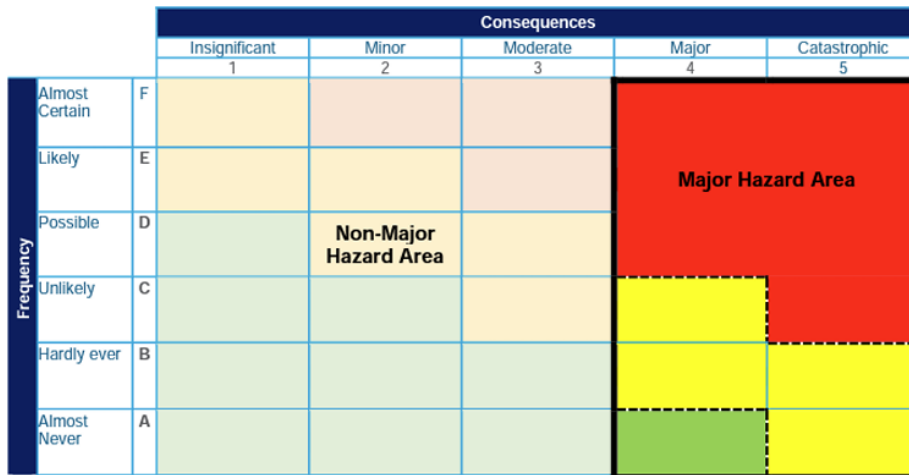 Consequences
Insignificant Minor Moderate Major Catastrophic
1 2 3 4 5
Frequency
Almost Certain F
Likely E
Major Hazard Area
Possible D
Non-Major
Hazard Area
Unlikely C
Hardly ever B
Almost Never A